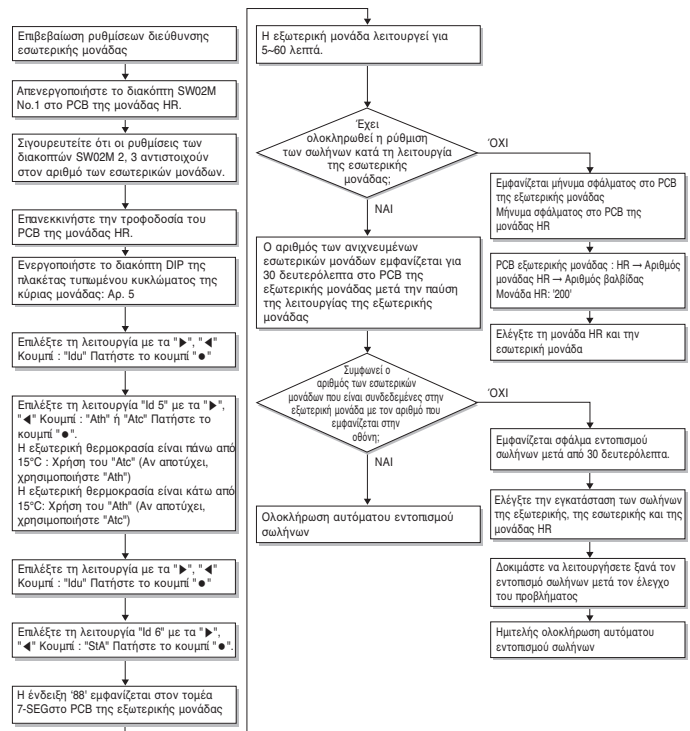 Επιβεβαίωση ρυθμίσεων διεύθυνσης
εσωτερικής μονάδας
Απενεργοποιήστε το διακόπτη SW02M
No.1 στο PCB της μονάδας HR.
Σιγουρευτείτε ότι οι ρυθμίσεις των
διακοπτών SW02M 2, 3 αντιστοιχούν
στον αριθμό των εσωτερικών μονάδων.
Επανεκκινήστε την τροφοδοσία του
PCB της μονάδας HR.
Ενεργοποιήστε το διακόπτη DIP της
πλακέτας τυπωμένου κυκλώματος της
κύριας μονάδας: Αρ. 5
Επιλέξτε τη λειτουργία με τα "▶", "◀"
Κουμπί : "Idu" Πατήστε το κουμπί "●"
Επιλέξτε τη λειτουργία "Id 5" με τα "▶",
"◀" Κουμπί : "Ath" ή "Atc" Πατήστε το
κουμπί "●".
Η εξωτερική θερμοκρασία είναι πάνω από
15°C : Χρήση του "Atc" (Αν αποτύχει,
χρησιμοποιήστε "Ath")
Η εξωτερική θερμοκρασία είναι κάτω από
15°C: Χρήση του "Ath" (Αν αποτύχει,
χρησιμοποιήστε "Atc")
Επιλέξτε τη λειτουργία με τα "▶", "◀"
Κουμπί : "Idu" Πατήστε το κουμπί "●"
Επιλέξτε τη λειτουργία "Id 6" με τα "▶",
"◀" Κουμπί : "StA" Πατήστε το κουμπί "●".
Η ένδειξη '88' εμφανίζεται στον τομέα
7-SEGστο PCB της εξωτερικής μονάδας
Η εξωτερική μονάδα λειτουργεί για
5~60 λεπτά.
Έχει
ολοκληρωθεί η ρύθμιση
των σωλήνων κατά τη λειτουργία
της εσωτερικής
μονάδας;
ΌΧΙ
ΝΑΙ
Ο αριθμός των ανιχνευμένων
εσωτερικών μονάδων εμφανίζεται για
30 δευτερόλεπτα στο PCB της
εξωτερικής μονάδας μετά την παύση
της λειτουργίας της εξωτερικής
μονάδας
Συμφωνεί ο
αριθμός των εσωτερικών
μονάδων που είναι συνδεδεμένες στην
εξωτερική μονάδα με τον αριθμό που
εμφανίζεται στην
οθόνη;
ΌΧΙ
ΝΑΙ
Ολοκλήρωση αυτόματου εντοπισμού
σωλήνων
Εμφανίζεται μήνυμα σφάλματος στο PCB
της εξωτερικής μονάδας
Μήνυμα σφάλματος στο PCB της
μονάδας HR
PCB εξωτερικής μονάδας : HR → Αριθμός
μονάδας HR → Αριθμός βαλβίδας
Μονάδα HR: '200'
Ελέγξτε τη μονάδα HR και την
εσωτερική μονάδα
Εμφανίζεται σφάλμα εντοπισμού
σωλήνων μετά από 30 δευτερόλεπτα.
Ελέγξτε την εγκατάσταση των σωλήνων
της εξωτερικής, της εσωτερικής και της
μονάδας HR
Δοκιμάστε να λειτουργήσετε ξανά τον
εντοπισμό σωλήνων μετά τον έλεγχο
του προβλήματος
Ημιτελής ολοκλήρωση αυτόματου
εντοπισμού σωλήνων